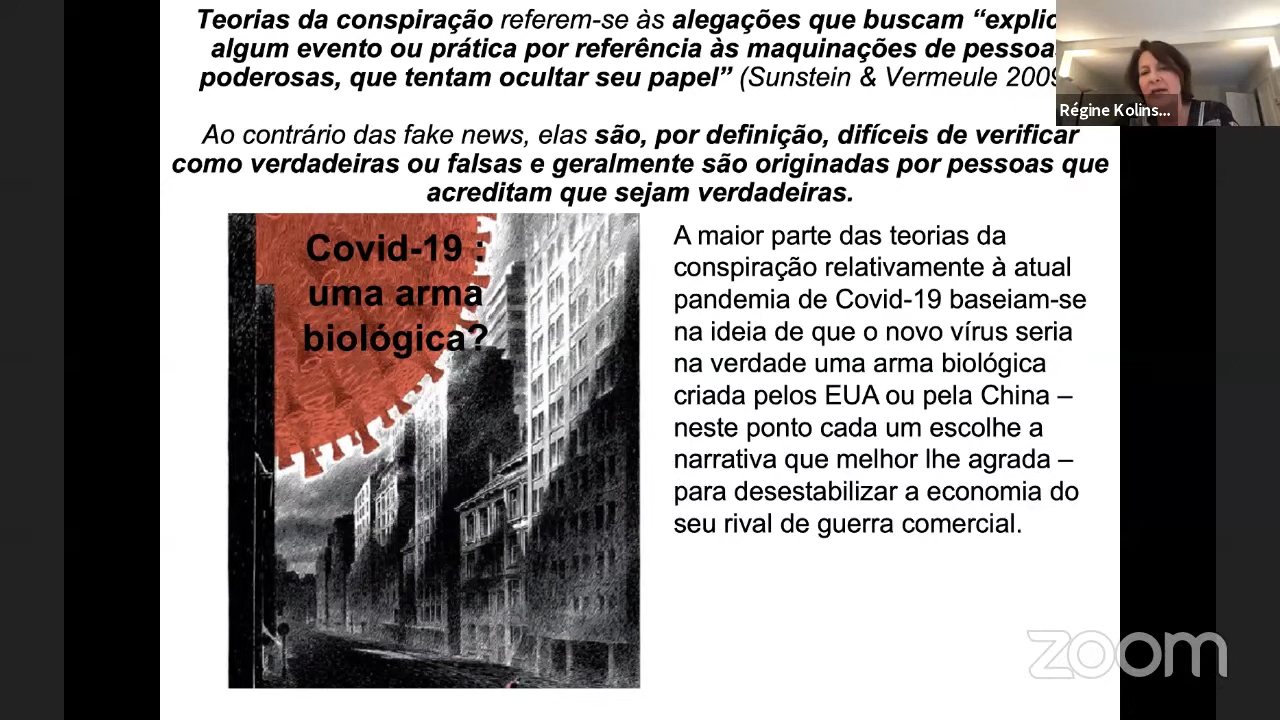 Teorias da conspiração referem-se às alegações que buscam “explic
algum evento ou prática por referência às maquinações de pessoa
poderosas, que tentam ocultar seu papel” (Sunstein & Vermeule 2009
Ao contrário das fake news, elas são, por definição, difíceis de verificar
como verdadeiras ou falsas e geralmente são originadas por pessoas que
acreditam que sejam verdadeiras.
Covid-19 :
uma arma
biológica?
A maior parte das teorias da
conspiração relativamente à atual
pandemia de Covid-19 baseiam-se
na ideia de que o novo vírus seria
na verdade uma arma biológica
criada pelos EUA ou pela China –
neste ponto cada um escolhe a
narrativa que melhor lhe agrada –
para desestabilizar a economia do
seu rival de guerra comercial.
Régine Kolins...
zoom